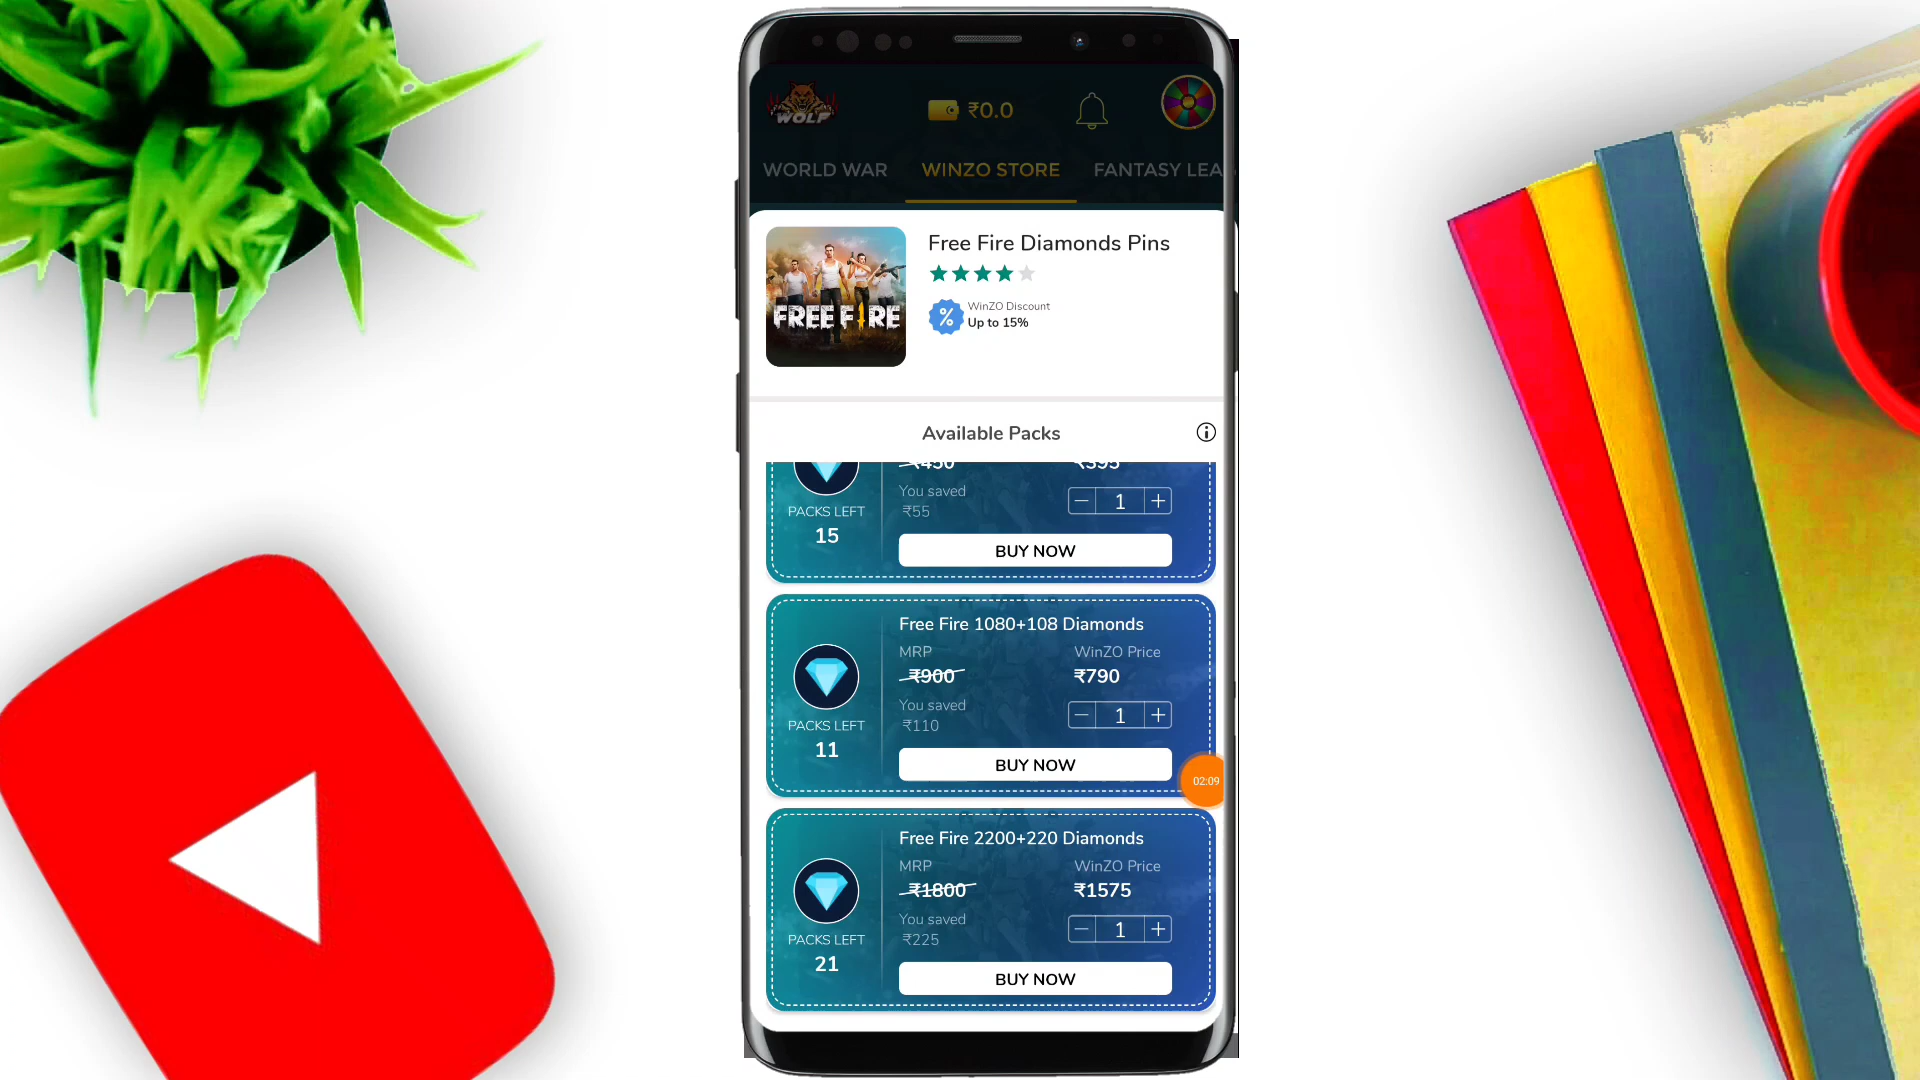 WOLF
₹0.0
WORLD WAR
WINZO STORE
FANTASY LEA
Free Fire Diamonds Pins
FREE FIRE
WinZO Discount
Up to 15%
%
Available Packs
₹450
₹395
You saved
₹55
PACKS LEFT
15
− 1 +
BUY NOW
Free Fire 1080+108 Diamonds
MRP
WinZO Price
₹900
₹790
You saved
₹110
PACKS LEFT
11
− 1 +
BUY NOW
02:09
Free Fire 2200+220 Diamonds
MRP
WinZO Price
₹1800
₹1575
You saved
₹225
PACKS LEFT
21
− 1 +
BUY NOW